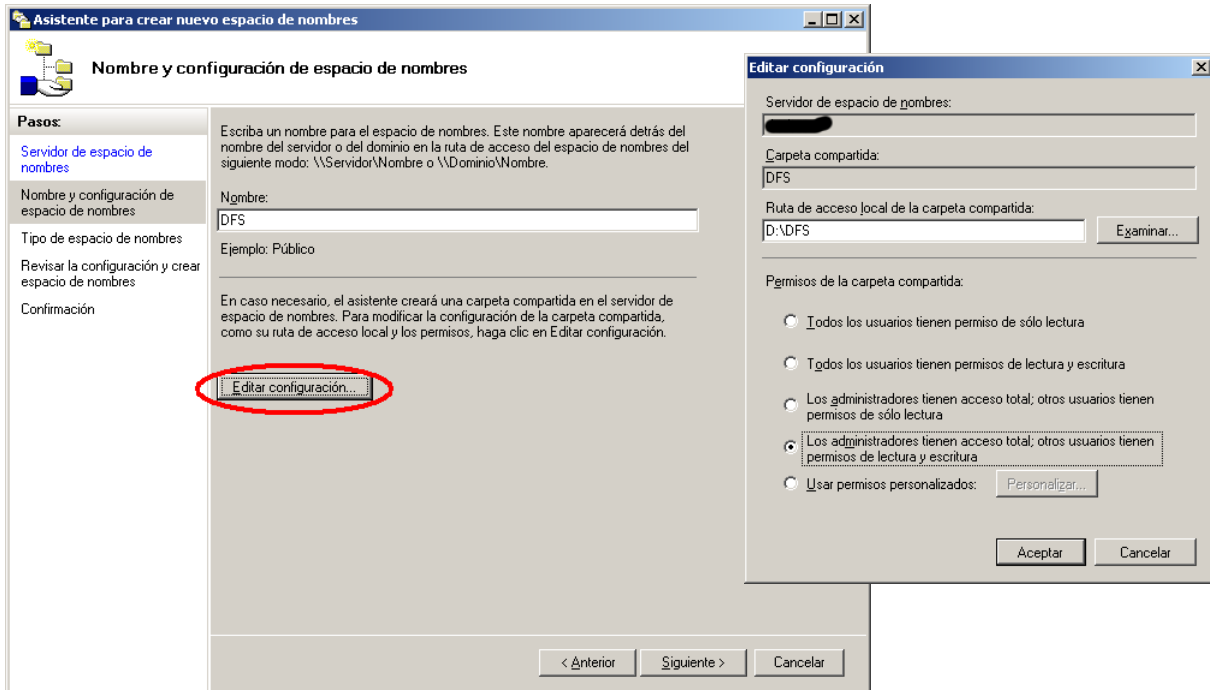 Asistente para crear nuevo espacio de nombres
Nombre y configuración de espacio de nombres
Pasos:
Servidor de espacio de
nombres
Nombre y configuración de
espacio de nombres
Tipo de espacio de nombres
Revisar la configuración y crear
espacio de nombres
Confirmación
Escriba un nombre para el espacio de nombres. Este nombre aparecerá detrás del
nombre del servidor o del dominio en la ruta de acceso del espacio de nombres del
siguiente modo: \\Servidor\Nombre o \\Dominio\Nombre.
Nombre:
DFS
Ejemplo: Público
En caso necesario, el asistente creará una carpeta compartida en el servidor de
espacio de nombres. Para modificar la configuración de la carpeta compartida,
como su ruta de acceso local y los permisos, haga clic en Editar configuración.
Editar configuración...
< Anterior
Siguiente >
Cancelar
Editar configuración
Servidor de espacio de nombres:
Carpeta compartida:
DFS
Ruta de acceso local de la carpeta compartida:
D:\DFS
Examinar...
Permisos de la carpeta compartida:
Todos los usuarios tienen permiso de sólo lectura
Todos los usuarios tienen permisos de lectura y escritura
Los administradores tienen acceso total; otros usuarios tienen
permisos de sólo lectura
Los administradores tienen acceso total; otros usuarios tienen
permisos de lectura y escritura
Usar permisos personalizados:
Personalizar...
Aceptar
Cancelar